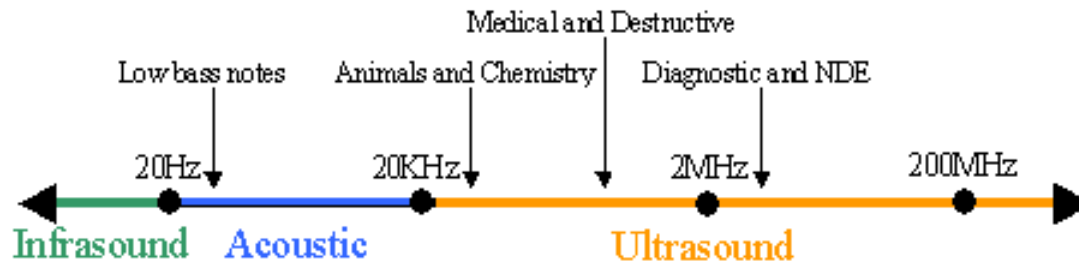 Medical and Destructive
Low bass notes Animals and Chemistry Diagnostic and NDE
20Hz 20KHz 2MHz 200MHz
Infrasound Acoustic Ultrasound